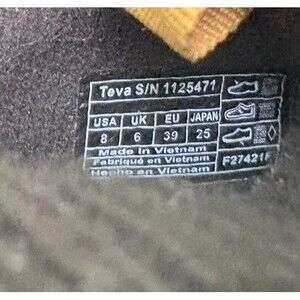 Teva S/N 1125471
USA UK EU JAPAN
8 6 39 25
Made in Vietnam
Fabriqué en Vietnam
Hecho en Vietnam
F27421F